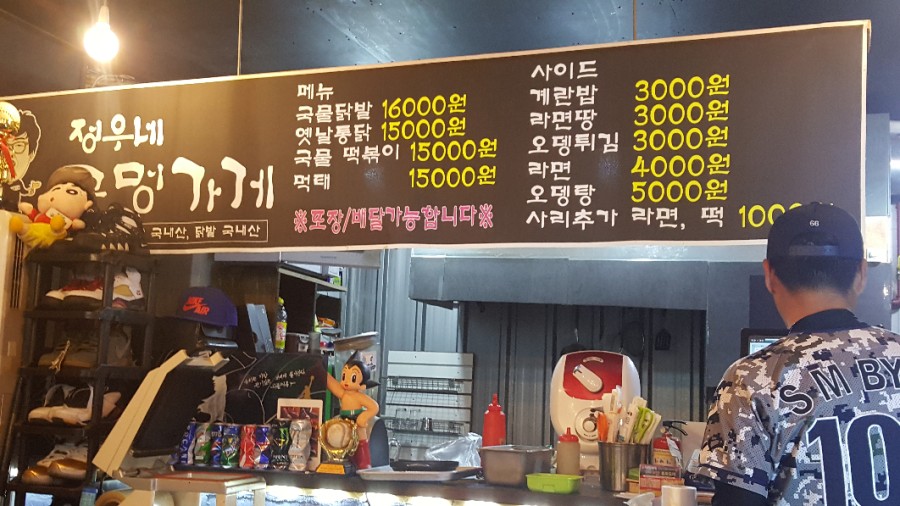 정우네
가게
국내산, 닭발 국내산
메뉴
국물닭발 16000원
옛날통닭 15000원
국물 떡볶이 15000원
먹태 15000원
※포장/배달가능합니다※
사이드
계란밥 3000원
라면땅 3000원
오뎅튀김 3000원
라면 4000원
오뎅탕 5000원
사리추가 라면, 떡
66
NIKE
AIR
SM BY
10